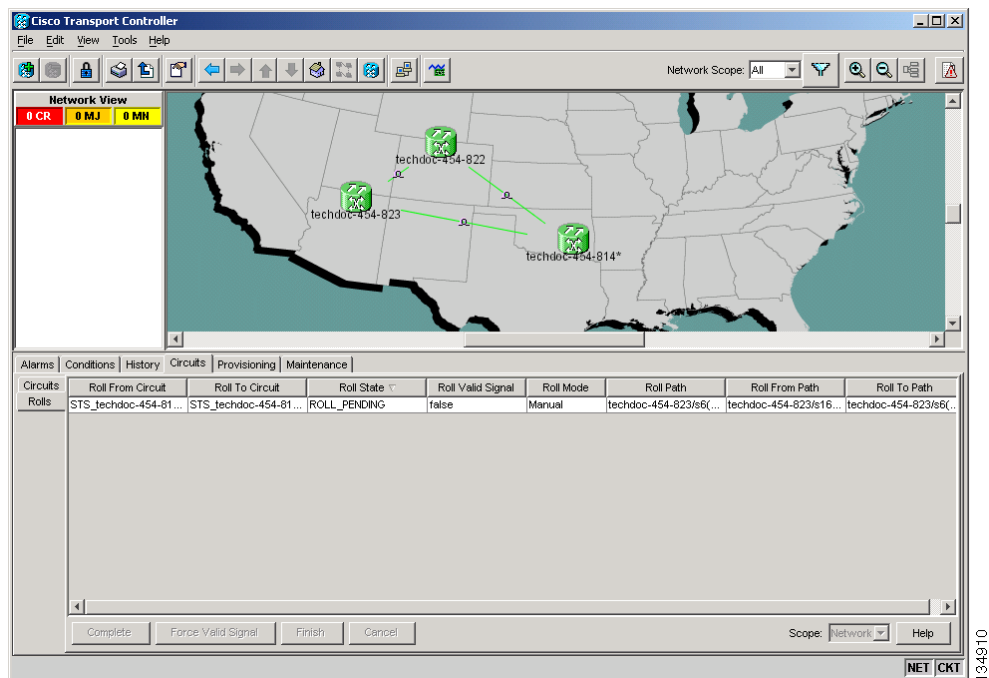 Cisco Transport Controller
File Edit View Tools Help
Network Scope: All
Network View
0 CR 0 MJ 0 MN
techdoc-454-822
techdoc-454-823
techdoc-454-814*
Alarms Conditions History Circuits Provisioning Maintenance
Circuits
Rolls
Roll From Circuit Roll To Circuit Roll State Roll Valid Signal Roll Mode Roll Path Roll From Path Roll To Path
STS_techdoc-454-81... STS_techdoc-454-81... ROLL_PENDING false Manual techdoc-454-823/s6(... techdoc-454-823/s16... techdoc-454-823/s6(..
Complete Force Valid Signal Finish Cancel Scope: Network Help
NET CKT
134910